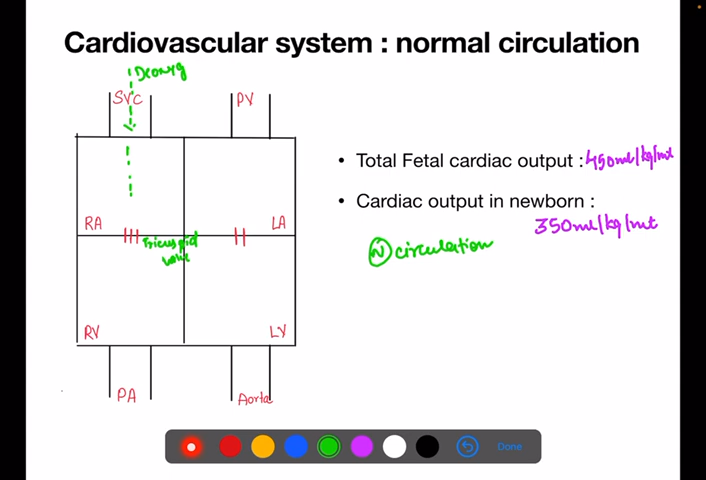 Cardiovascular system : normal circulation
Deoxyg
SVC
PV
• Total Fetal cardiac output : 450ml/kg/mt
• Cardiac output in newborn :
350ml/kg/mt
RA
LA
Tricuspid
valve
N circulation
RV
LV
PA
Aorta
Done